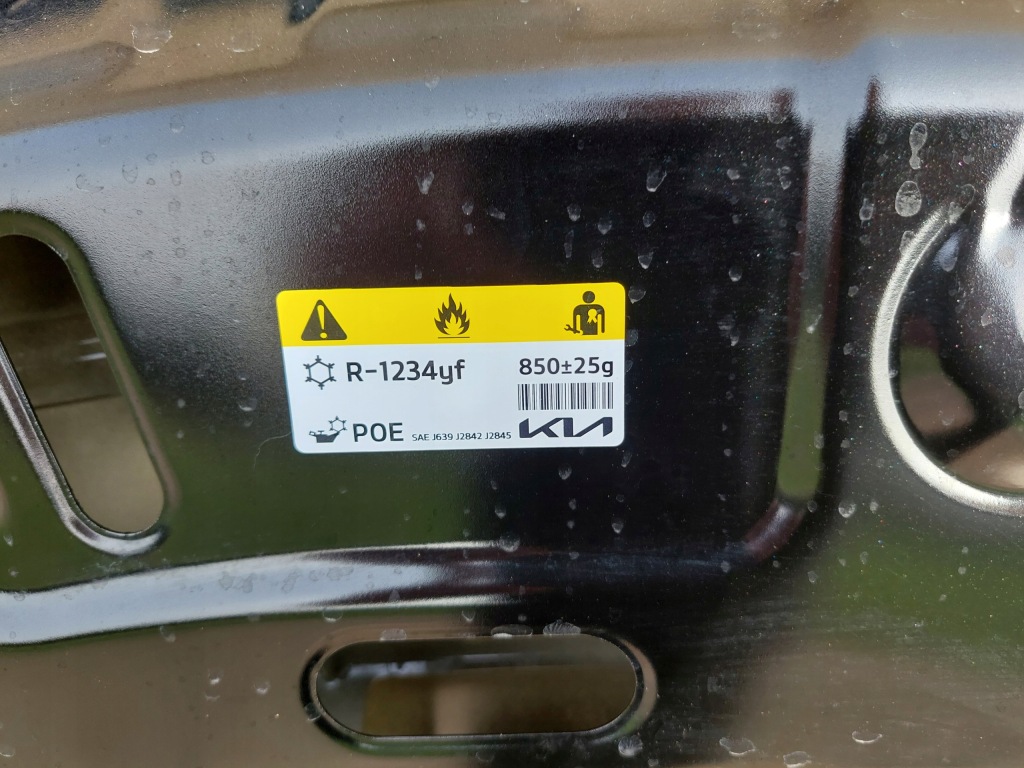 R-1234yf 850±25g
POE SAE J639 J2842 J2845 KIA